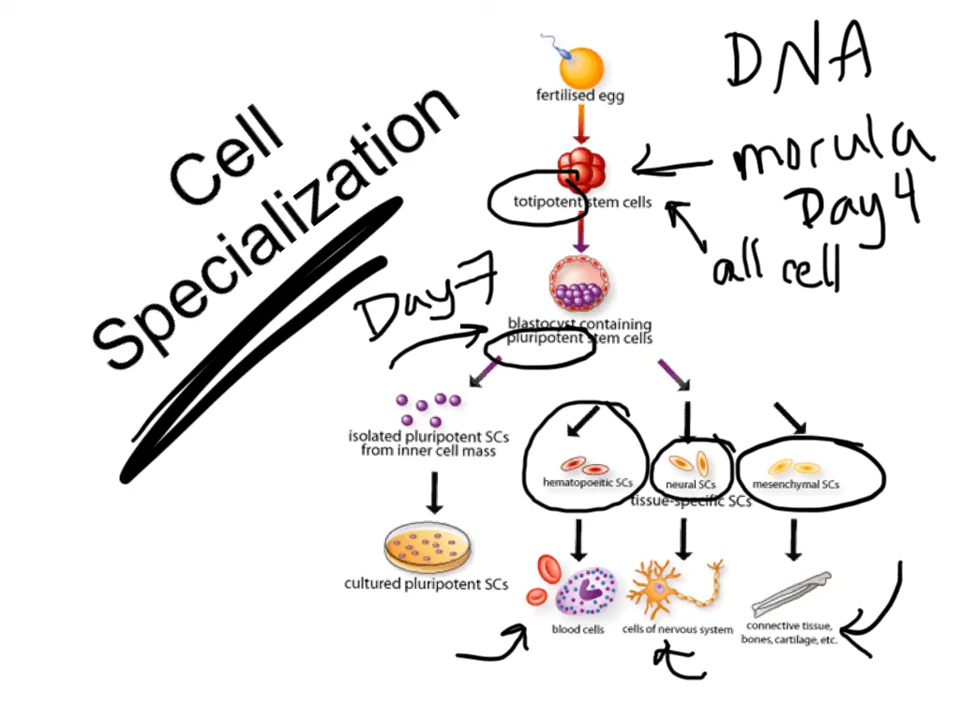 Cell
Specialization
DNA
fertilised egg
morula
Day 4
totipotent stem cells
all cell
Day-7
blastocyst containing
pluripotent stem cells
isolated pluripotent SCs
from inner cell mass
hematopoeitic SCs
neural SCs
mesenchymal SCs
tissue-specific SCs
cultured pluripotent SCs
blood cells
cells of nervous system
connective tissue,
bones, cartilage, etc.